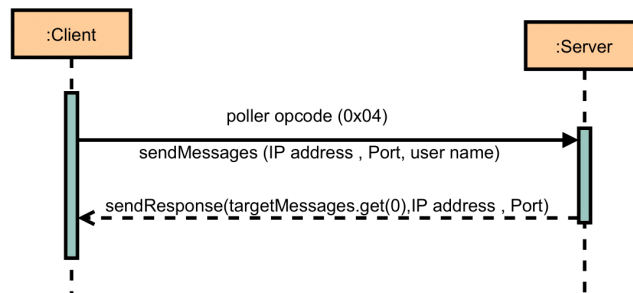 :Client
:Server
poller opcode (0x04)
sendMessages (IP address , Port, user name)
sendResponse(targetMessages.get(0),IP address , Port)